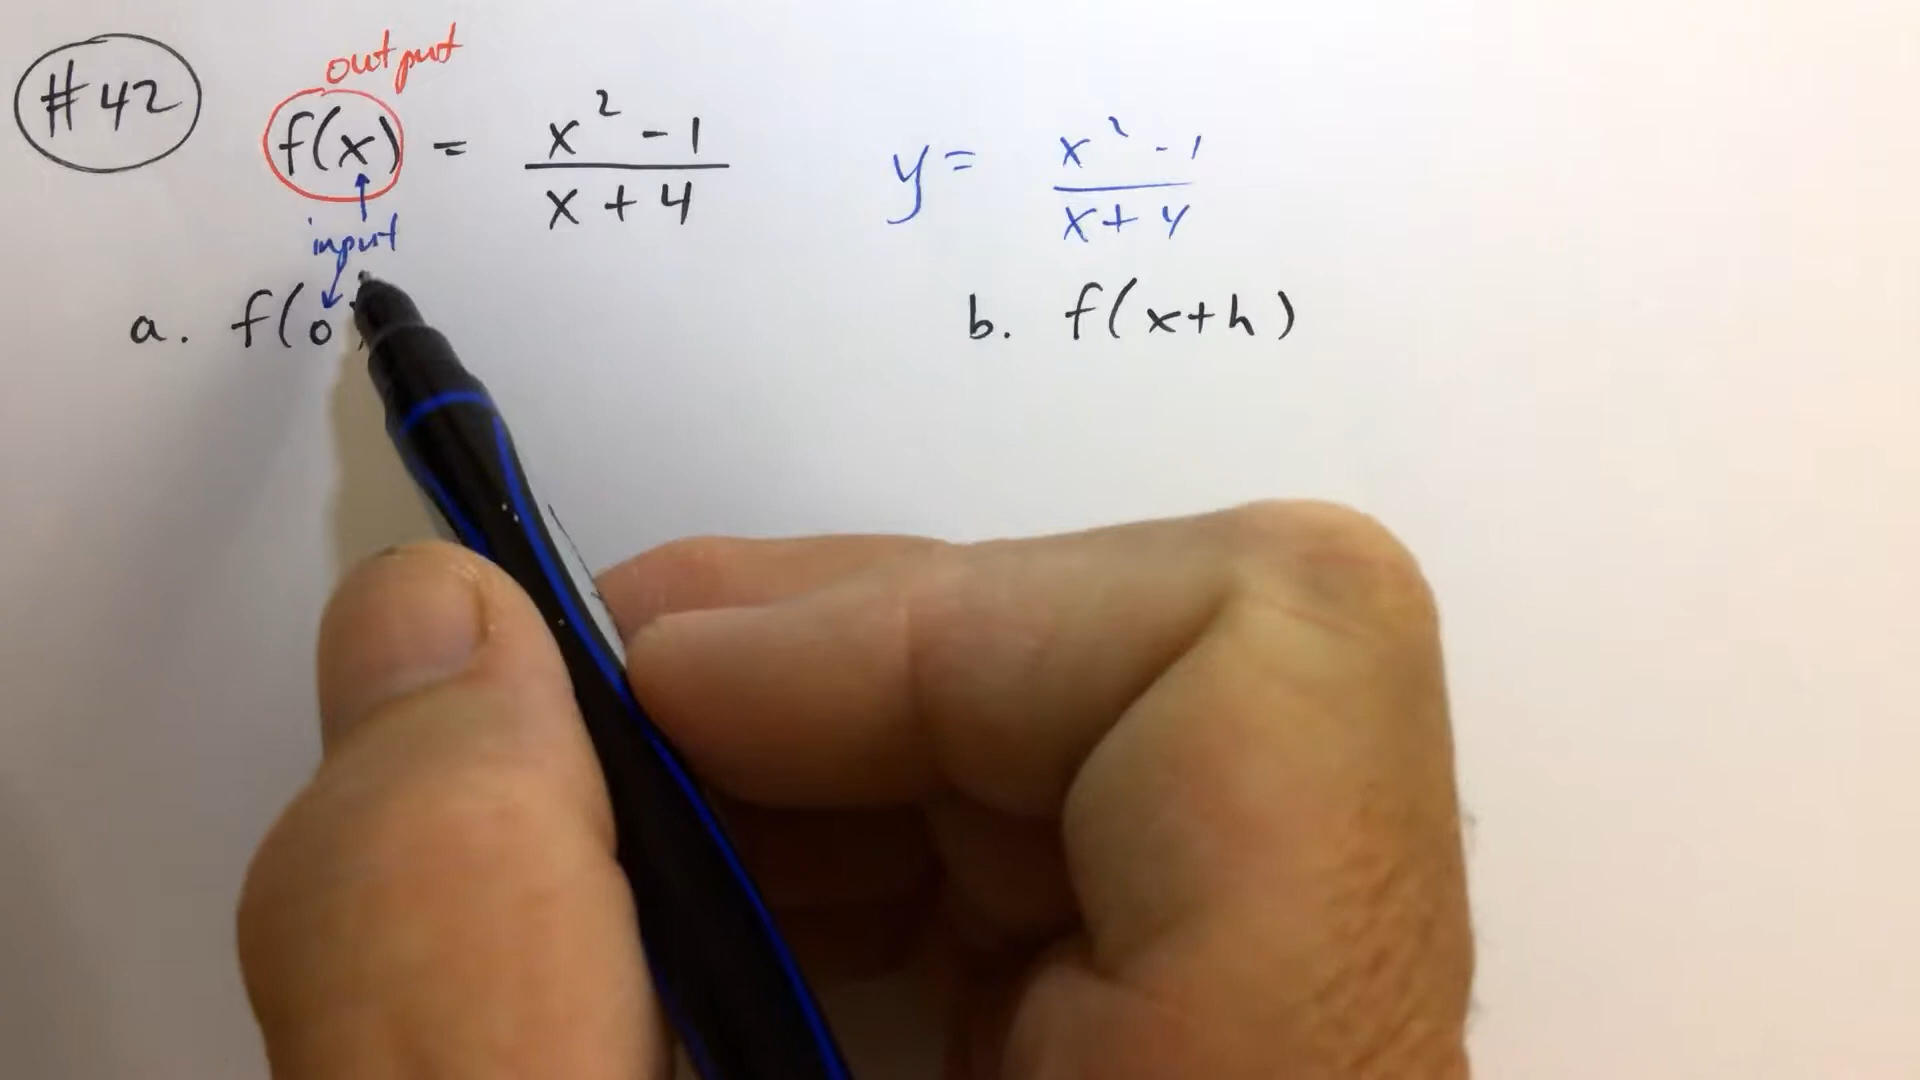 output
#42 f(x) = x² - 1 / x + 4 y = x² - 1 / x + 4
input
a. f(0) b. f(x+h)